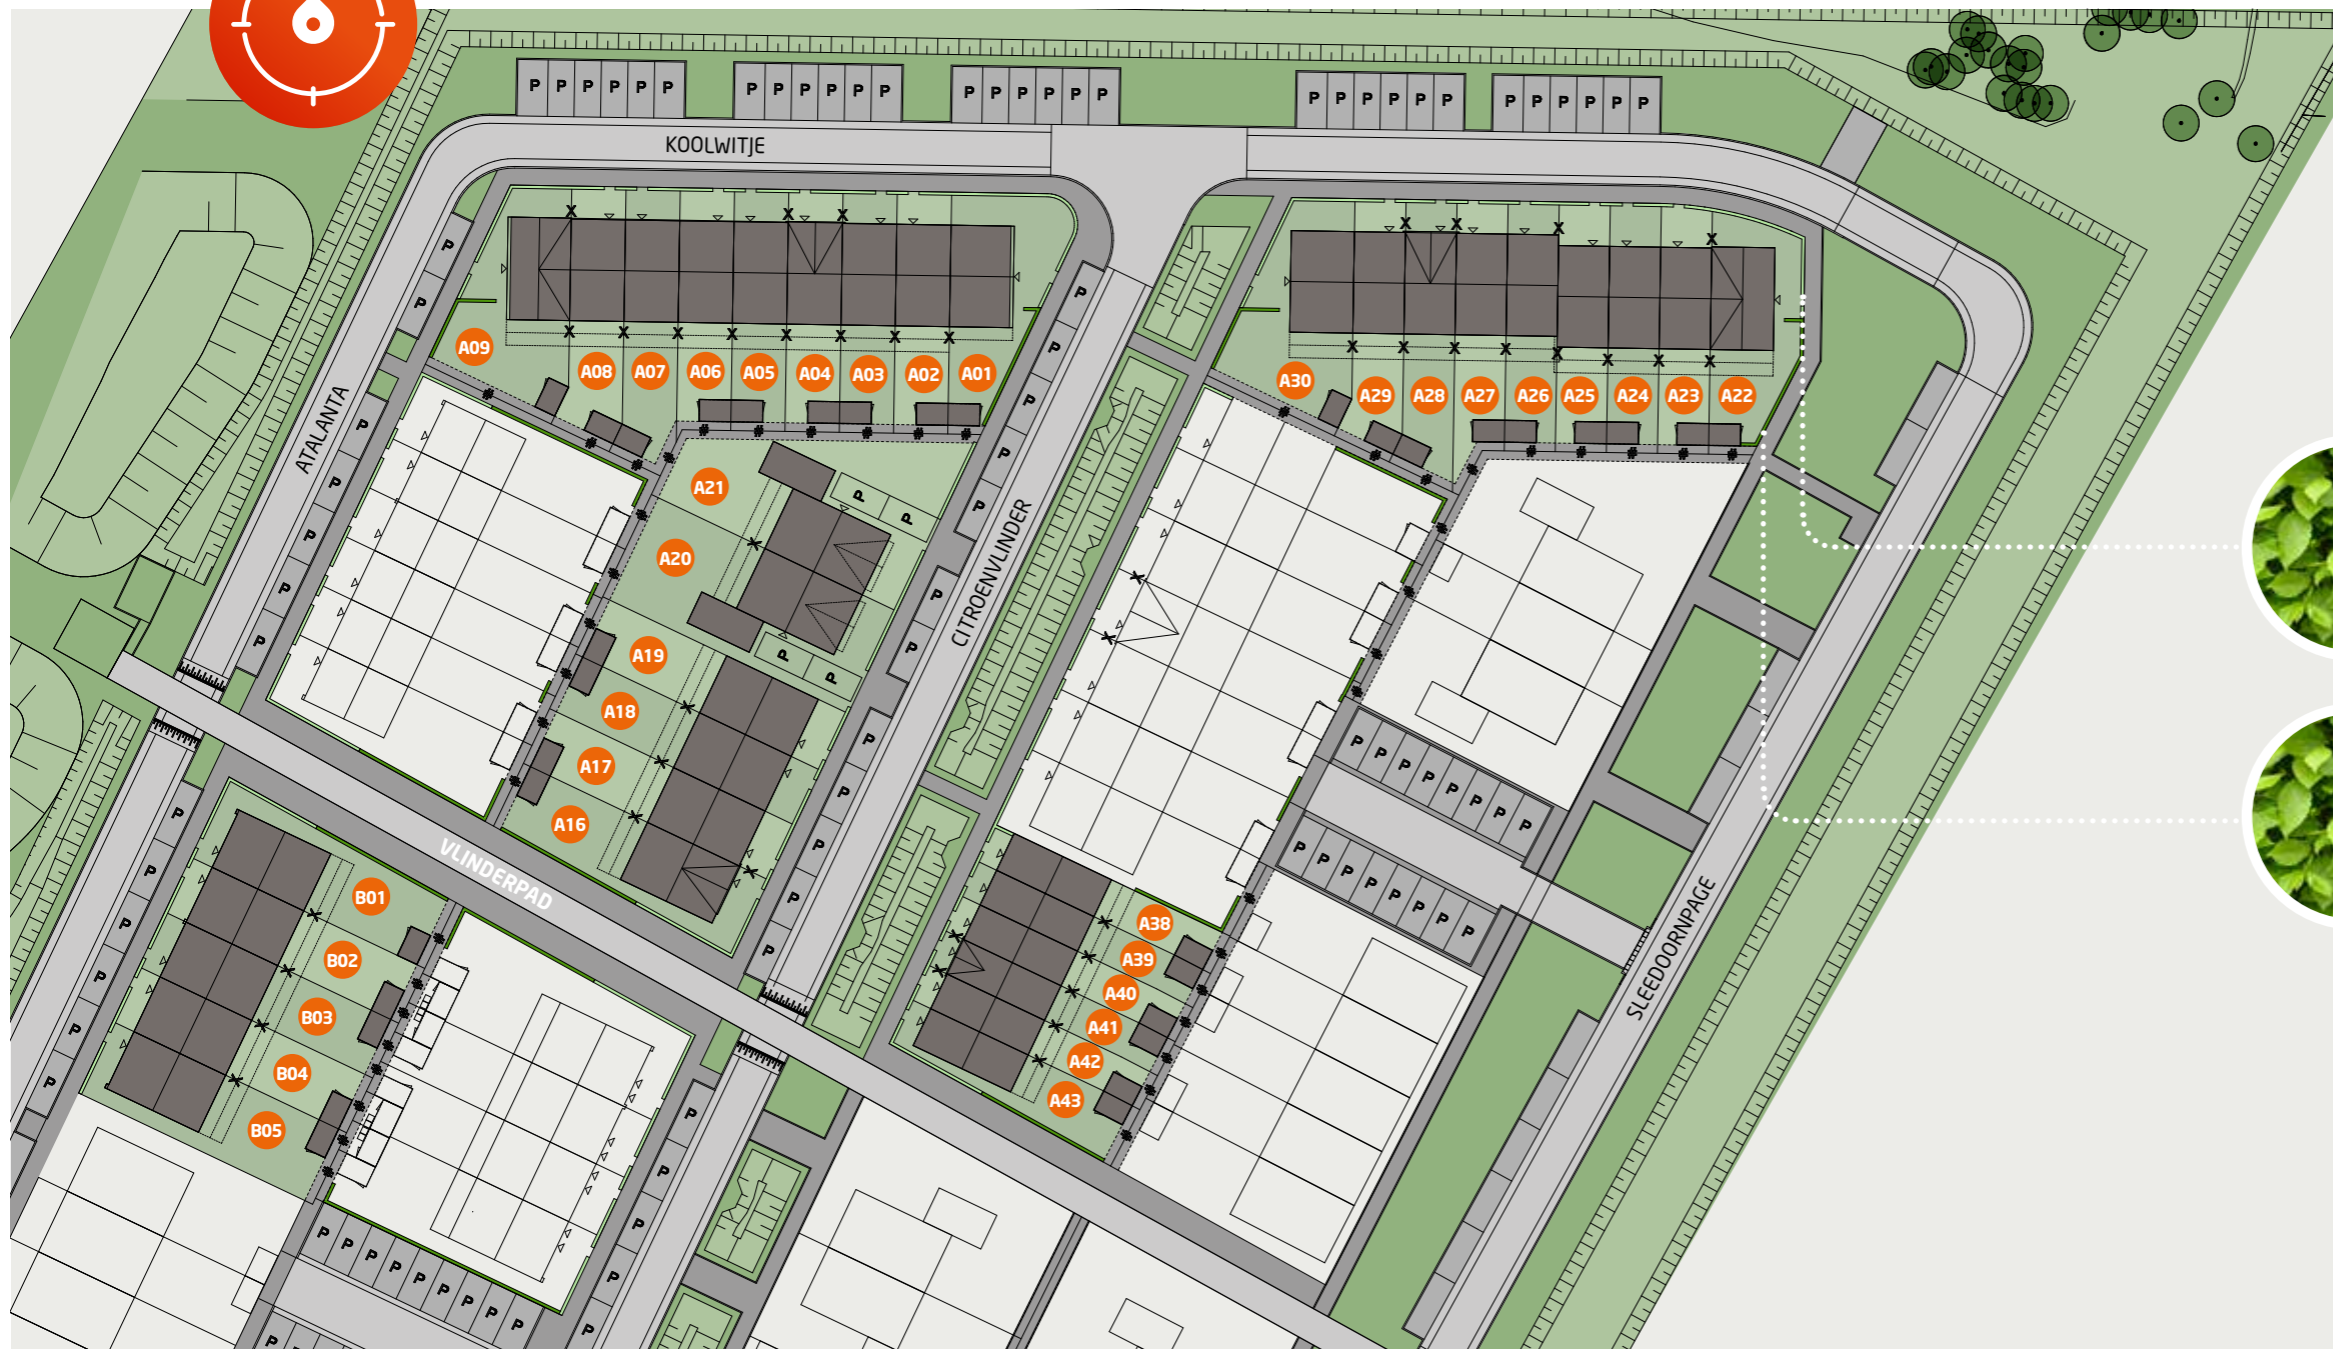 P P P P P P
P P P P P P
P P P P P P
P P P P P P
P P P P P P
KOOLWITJE
X X X
X X X X
P
P
P
P
X X X X X X X X
X X X X X X X X
A09
A08
A07
A06
A05
A04
A03
A02
A01
A30
A29
A28
A27
A26
A25
A24
A23
A22
ATALANTA
P
P
P
P
P
P
P
P
P
A21
A20
P
P
CITROENVLINDER
P
P
A19
A18
A17
A16
P
P
P
P
P
P
VLINDERPAD
P P P P P P P P
P P P P P P P P
SLEEDOORNPAGE
P
P
P
P
P
P
B01
B02
B03
B04
B05
A38
A39
A40
A41
A42
A43
P
P
P
P
P
P P P P P P P P P
P P